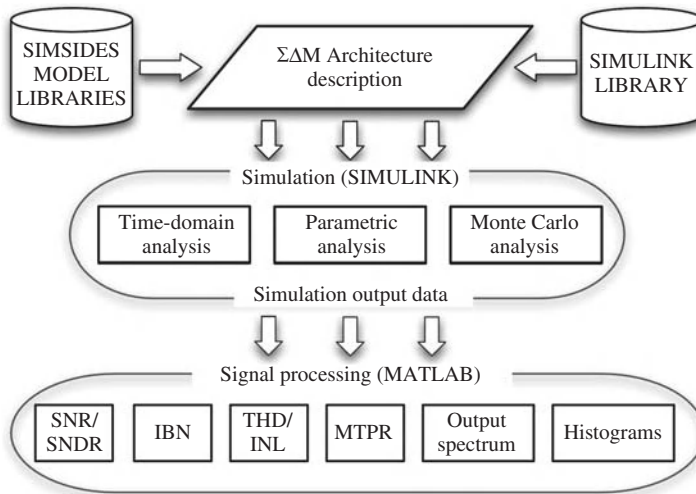 SIMSIDES
MODEL
LIBRARIES
ΣΔM Architecture
description
SIMULINK
LIBRARY
Simulation (SIMULINK)
Time-domain
analysis
Parametric
analysis
Monte Carlo
analysis
Simulation output data
Signal processing (MATLAB)
SNR/
SNDR
IBN
THD/
INL
MTPR
Output
spectrum
Histograms